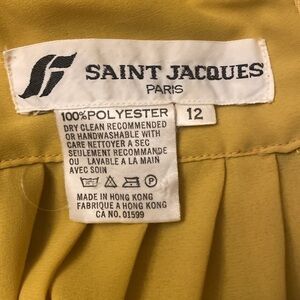 SAINT JACQUES
PARIS
100% POLYESTER
12
DRY CLEAN RECOMMENDED
OR HANDWASHABLE WITH
CARE NETTOYER A SEC
SEULEMENT RECOMMANDE
OU LAVABLE A LA MAIN
AVEC SOIN
P
MADE IN HONG KONG
FABRIQUE A HONG KONG
CA NO. 01599